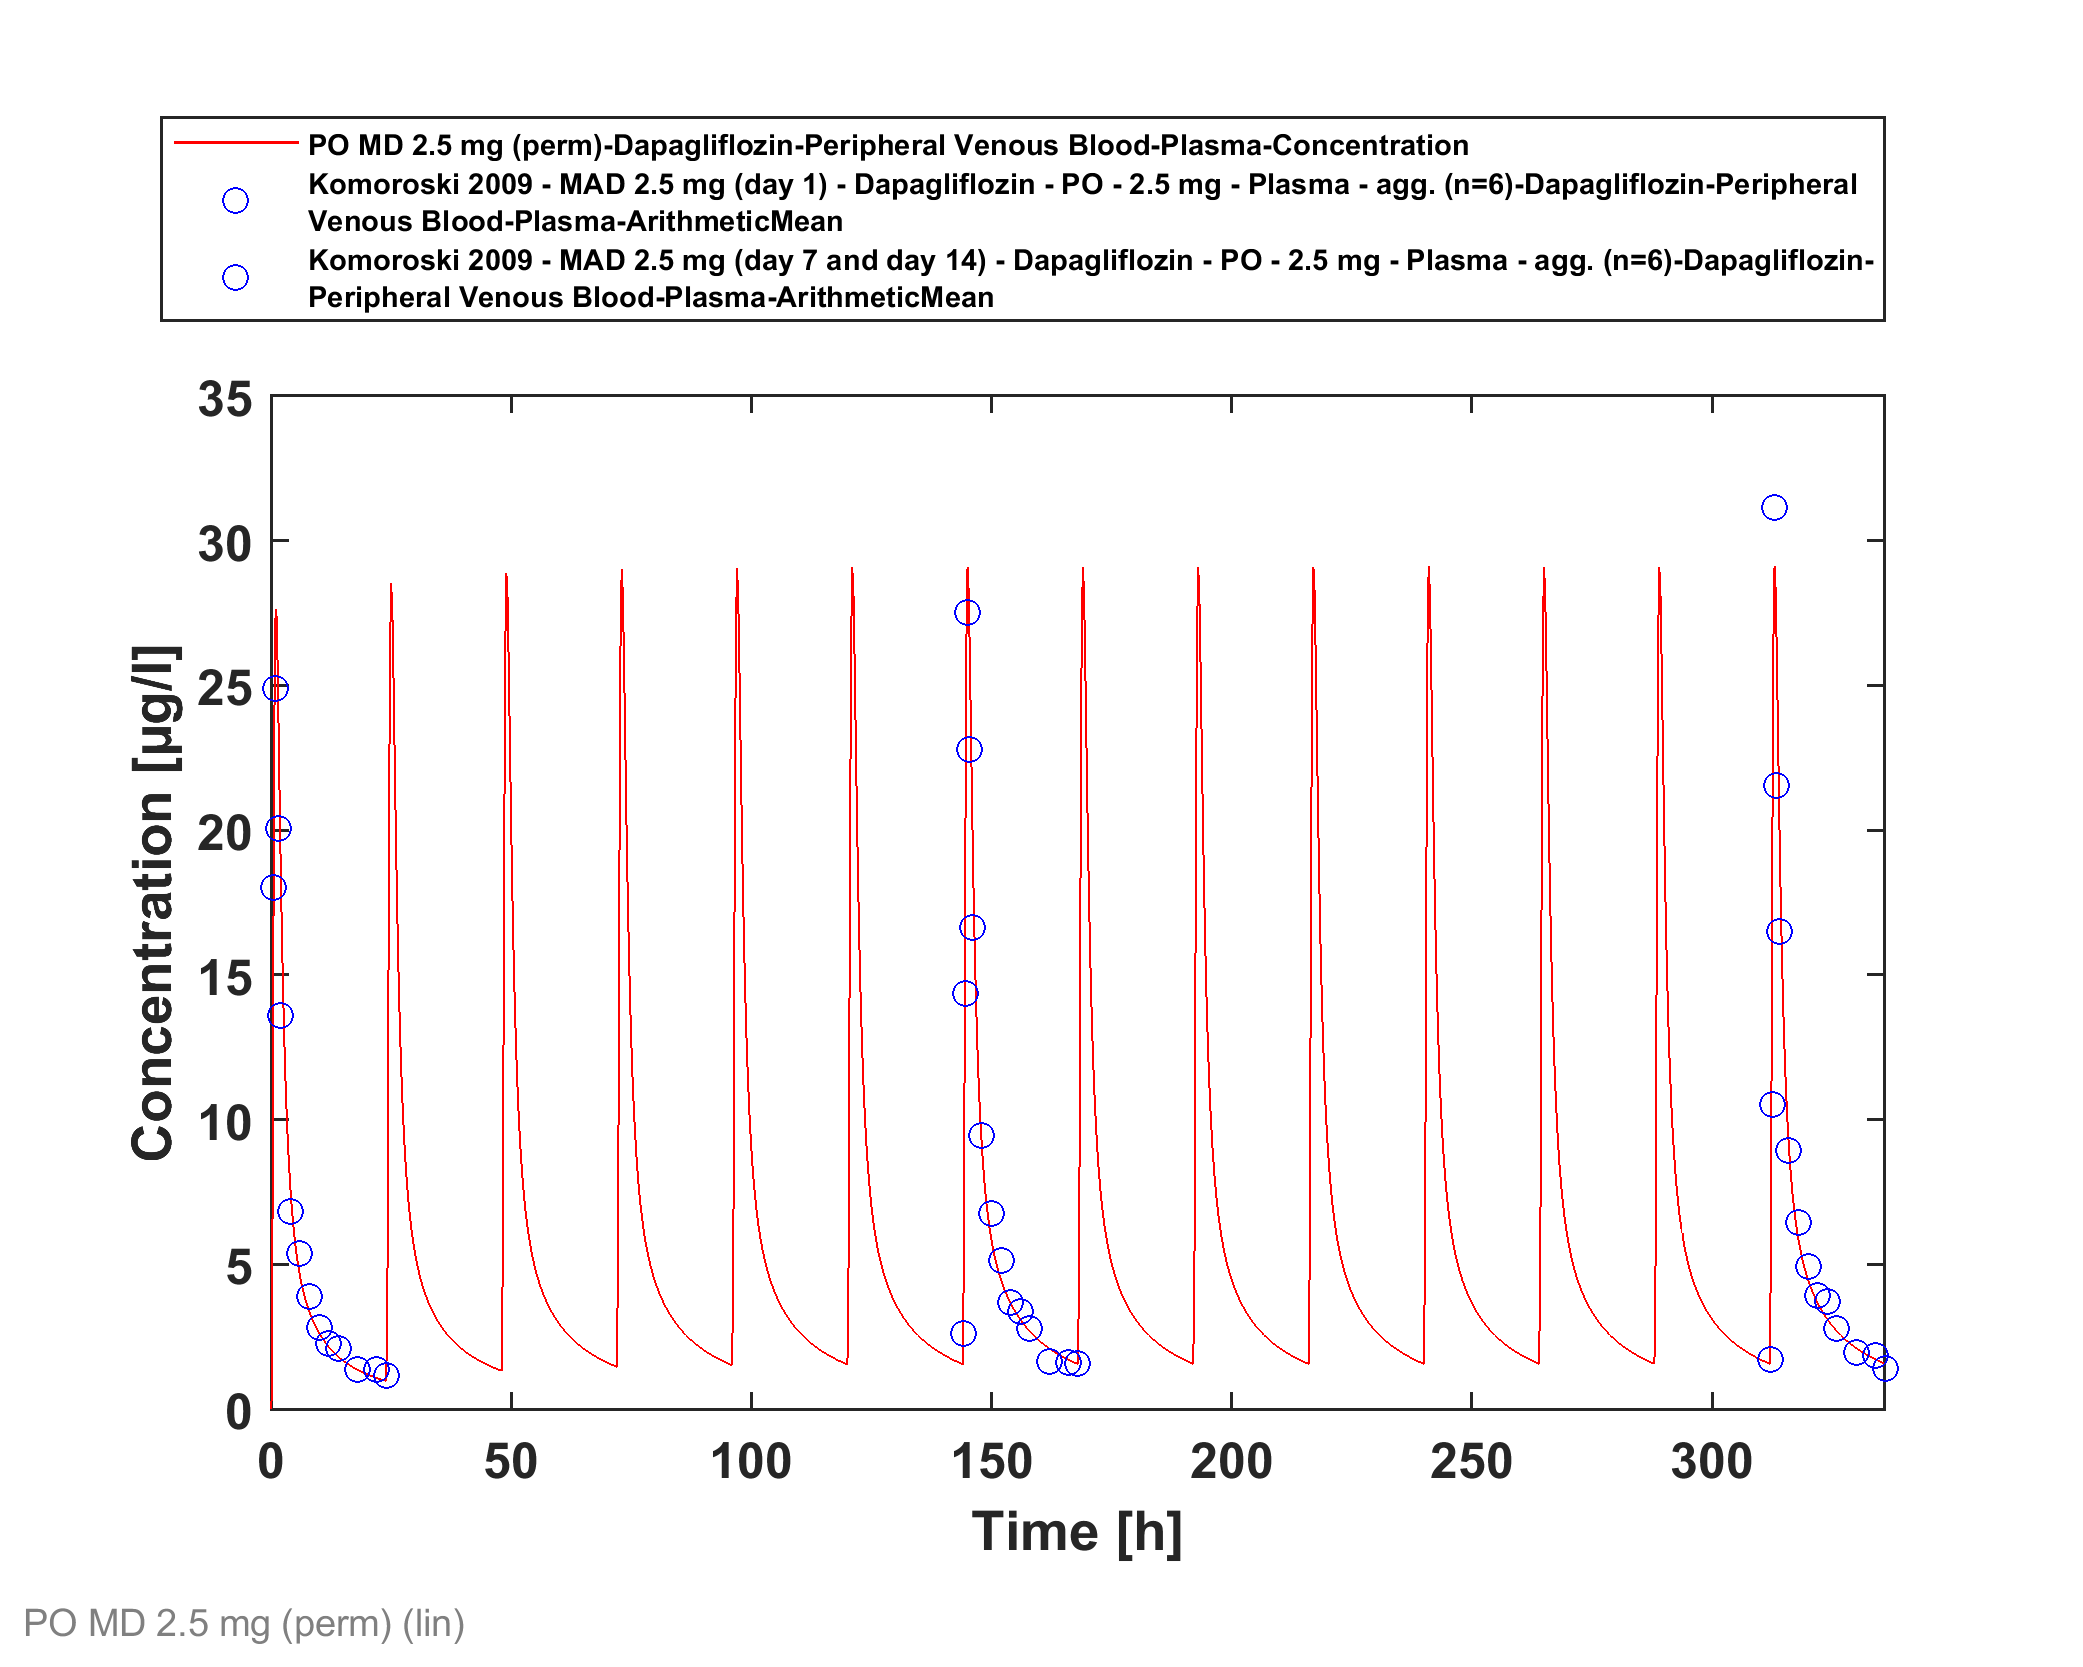 PO MD 2.5 mg (perm)-Dapagliflozin-Peripheral Venous Blood-Plasma-Concentration
Komoroski 2009 - MAD 2.5 mg (day 1) - Dapagliflozin - PO - 2.5 mg - Plasma - agg. (n=6)-Dapagliflozin-Peripheral
Venous Blood-Plasma-ArithmeticMean
Komoroski 2009 - MAD 2.5 mg (day 7 and day 14) - Dapagliflozin - PO - 2.5 mg - Plasma - agg. (n=6)-Dapagliflozin-
Peripheral Venous Blood-Plasma-ArithmeticMean
35
30
25
20
15
10
5
0
Concentration [µg/l]
0 50 100 150 200 250 300
Time [h]
PO MD 2.5 mg (perm) (lin)